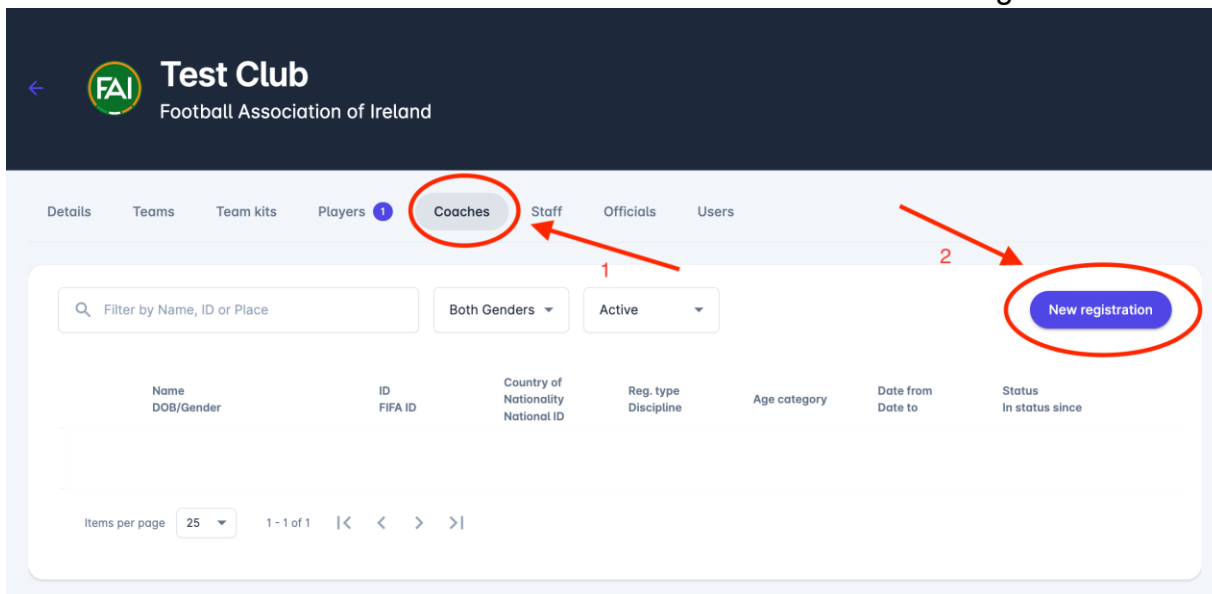 FAI
Test Club
Football Association of Ireland
Details Teams Team kits Players 1 Coaches Staff Officials Users
1
2
Filter by Name, ID or Place Both Genders Active New registration
Name ID Country of Reg. type Age category Date from Status
DOB/Gender FIFA ID Nationality Discipline Date to In status since
National ID
Items per page 25 1 - 1 of 1